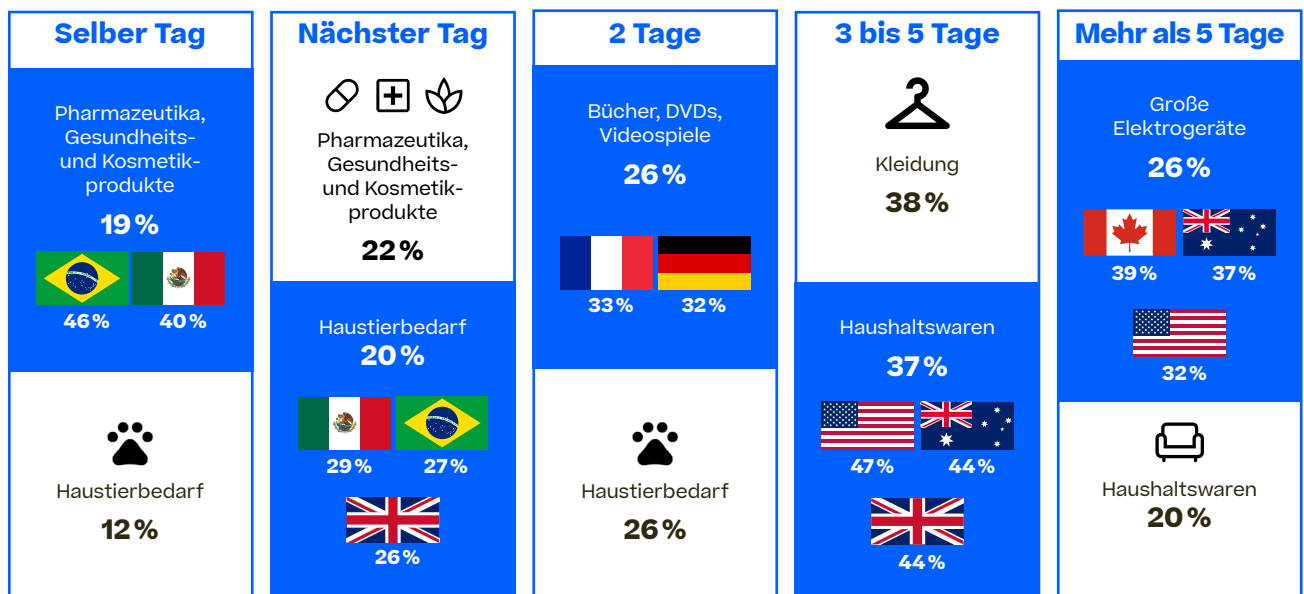 Selber Tag
Pharmazeutika,
Gesundheits-
und Kosmetik-
produkte
19 %
46 % 40 %
Haustierbedarf
12 %
Nächster Tag
Pharmazeutika,
Gesundheits-
und Kosmetik-
produkte
22 %
Haustierbedarf
20 %
29 % 27 %
26 %
2 Tage
Bücher, DVDs,
Videospiele
26 %
33 % 32 %
Haustierbedarf
26 %
3 bis 5 Tage
Kleidung
38 %
Haushaltswaren
37 %
47 % 44 %
44 %
Mehr als 5 Tage
Große
Elektrogeräte
26 %
39 % 37 %
32 %
Haushaltswaren
20 %